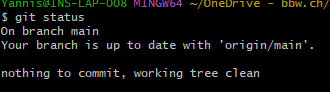 Yannis@INS-LAP-008 MINGW64 ~/OneDrive - bbw.ch/
$ git status
On branch main
Your branch is up to date with 'origin/main'.

nothing to commit, working tree clean